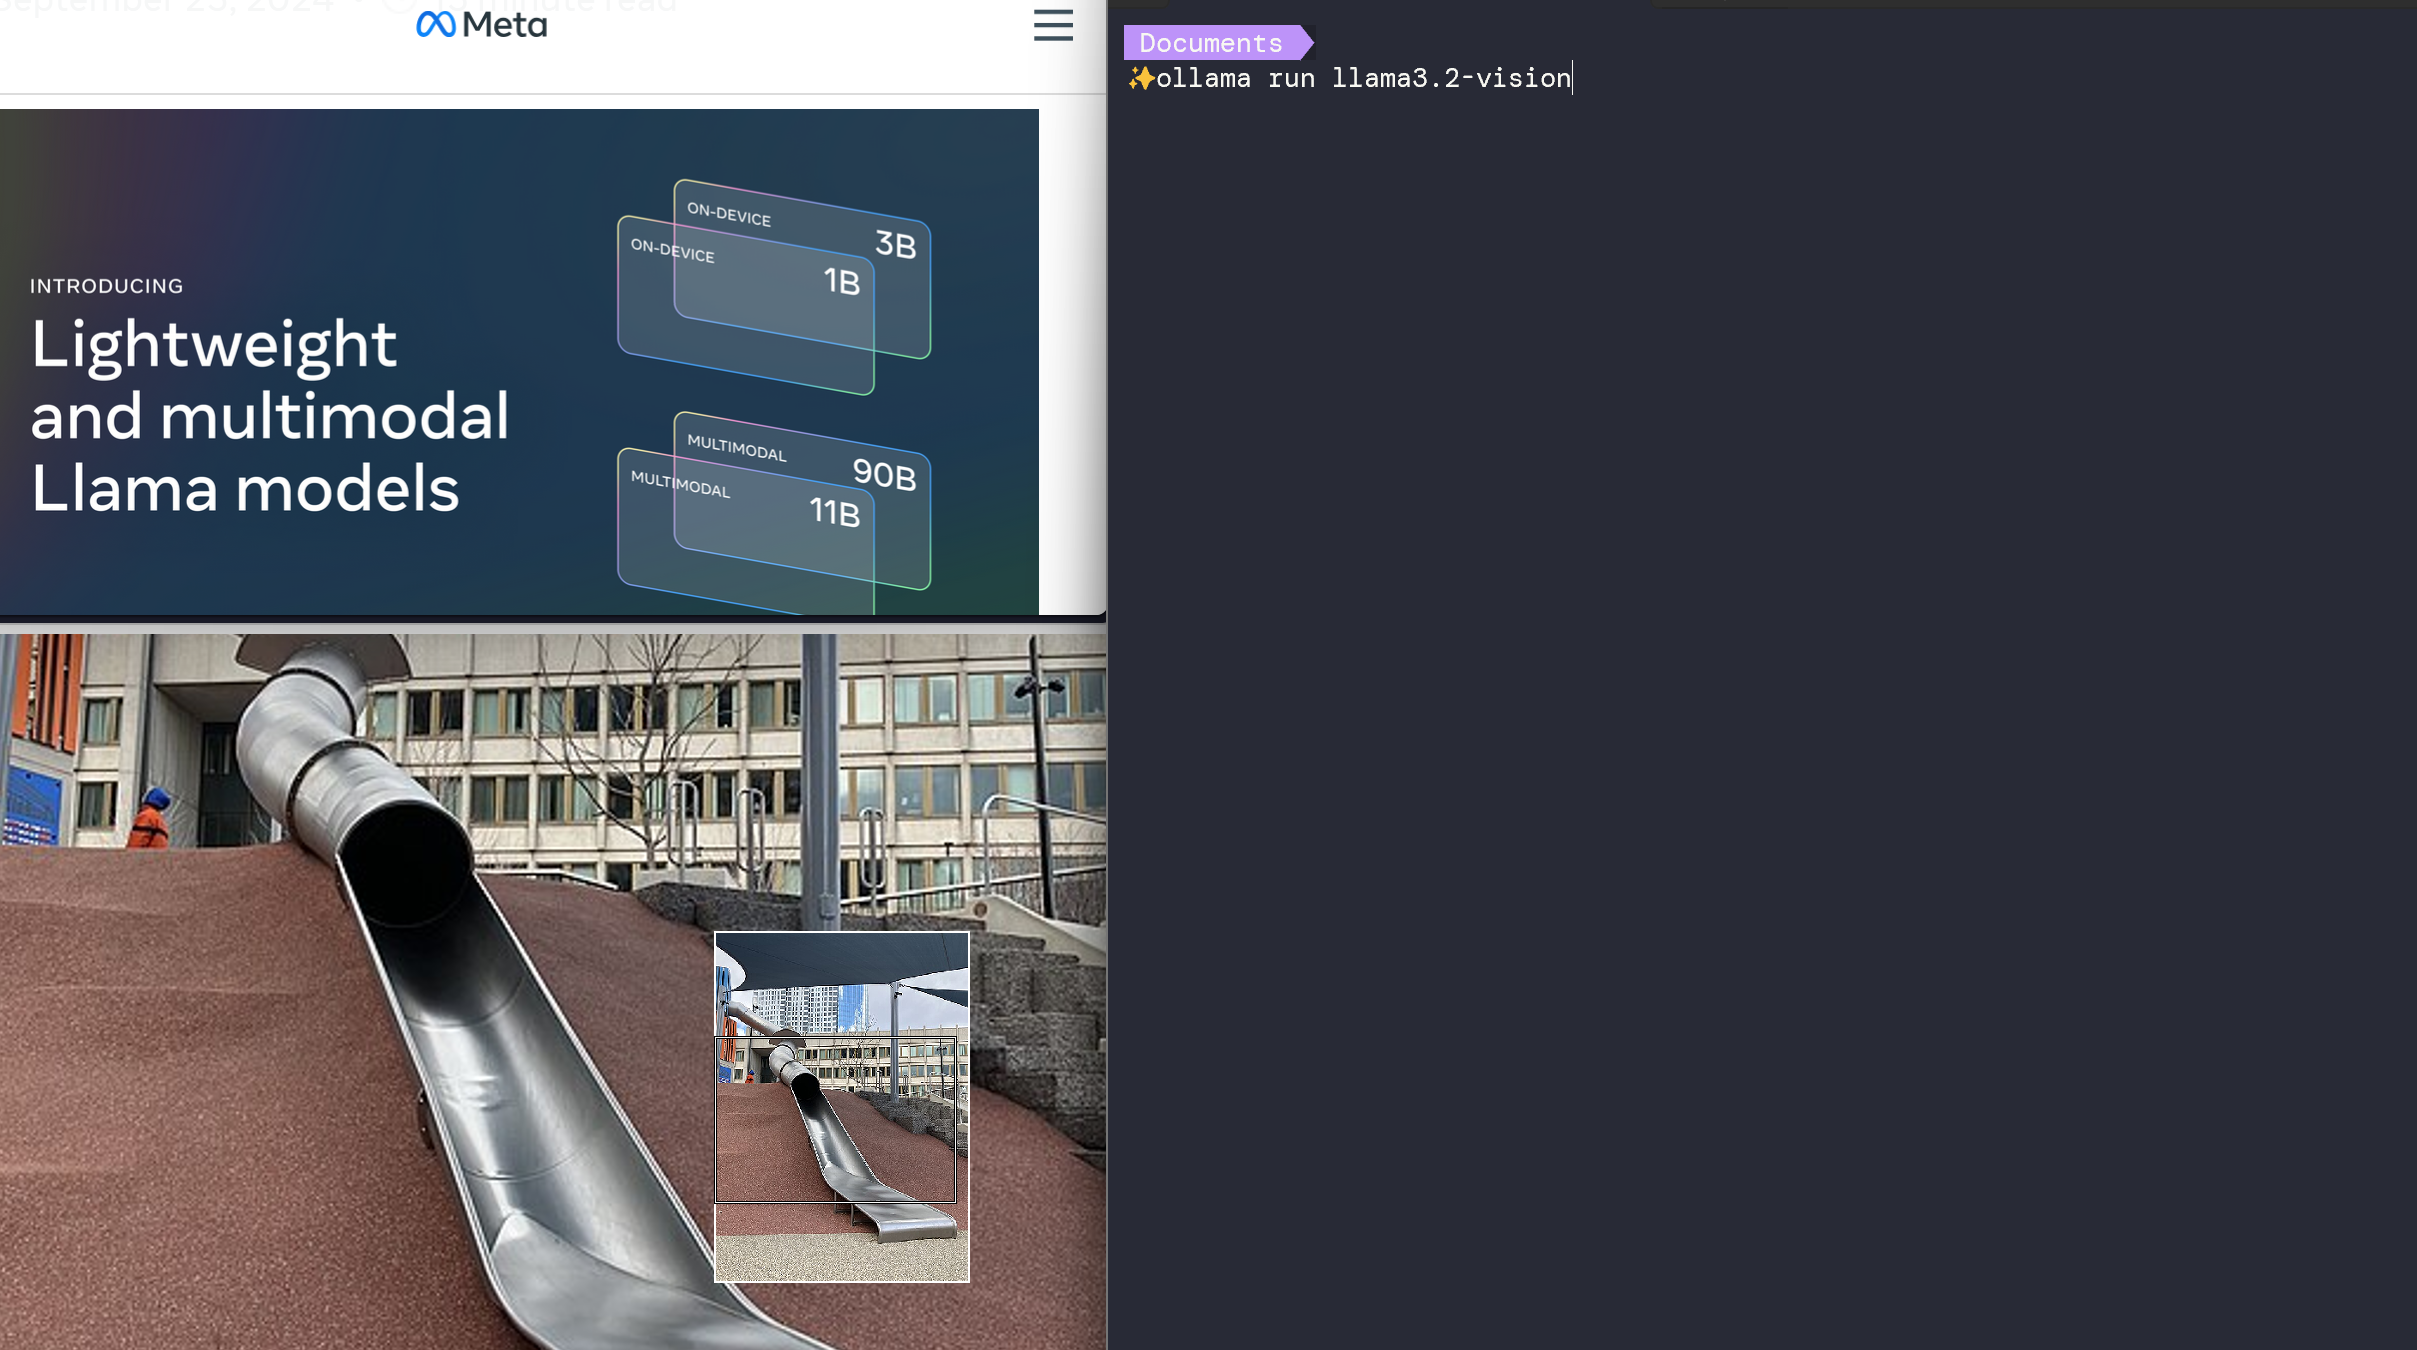 September 25, 2024 • 15 minute read
Meta
INTRODUCING
Lightweight
and multimodal
Llama models
ON-DEVICE
3B
ON-DEVICE
1B
MULTIMODAL
90B
MULTIMODAL
11B
Documents
✨ollama run llama3.2-vision